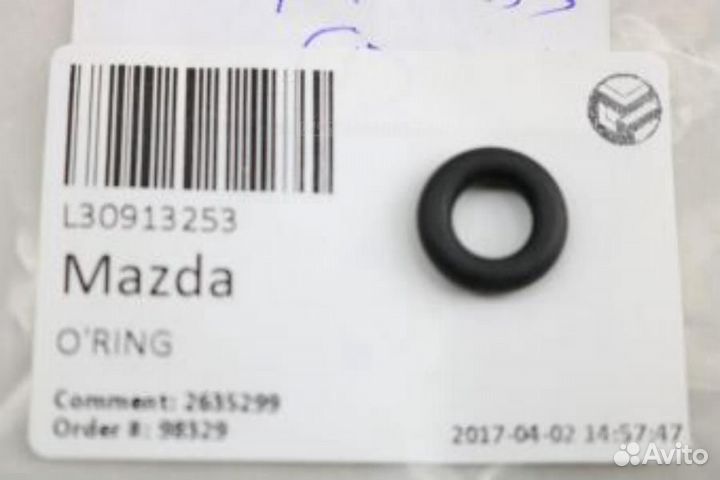 L30913253
Mazda
O'RING
Comment: 2635299
Order #: 98329
2017-04-02 14:57:47
Avito